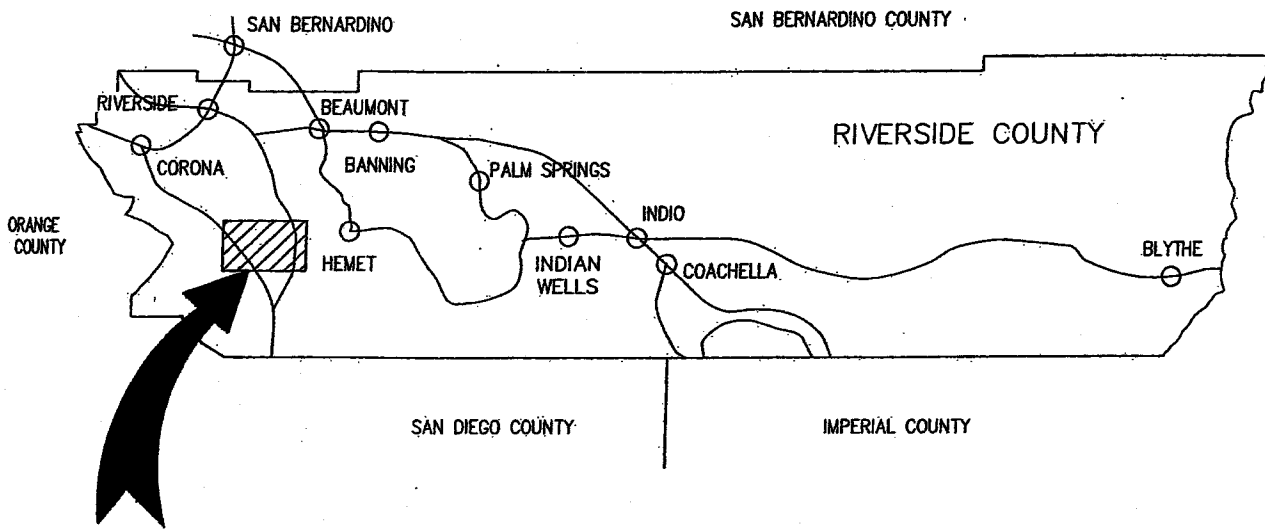 SAN BERNARDINO
SAN BERNARDINO COUNTY
RIVERSIDE
BEAUMONT
RIVERSIDE COUNTY
CORONA
BANNING
PALM SPRINGS
ORANGE
COUNTY
INDIO
HEMET
INDIAN
WELLS
COACHELLA
BLYTHE
SAN DIEGO COUNTY
IMPERIAL COUNTY